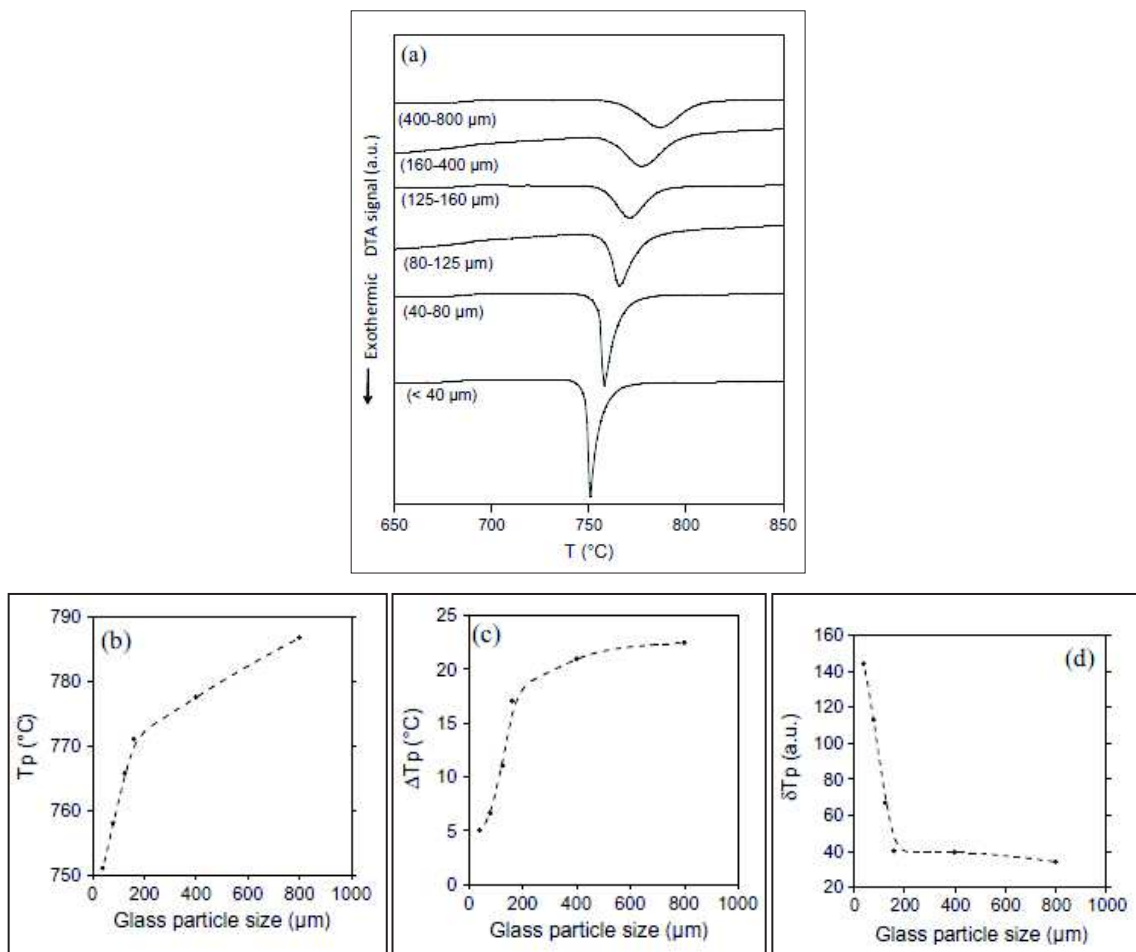 (a)
(400-800 µm)
(160-400 µm)
(125-160 µm)
(80-125 µm)
(40-80 µm)
(< 40 µm)
Exothermic DTA signal (a.u.)
650 700 750 800 850
T (°C)
(b)
790
780
770
760
750
Tp (°C)
0 200 400 600 800 1000
Glass particle size (µm)
(c)
25
20
15
10
5
0
ΔTp (°C)
0 200 400 600 800 1000
Glass particle size (µm)
(d)
160
140
120
100
80
60
40
20
δTp (a.u.)
0 200 400 600 800 1000
Glass particle size (µm)